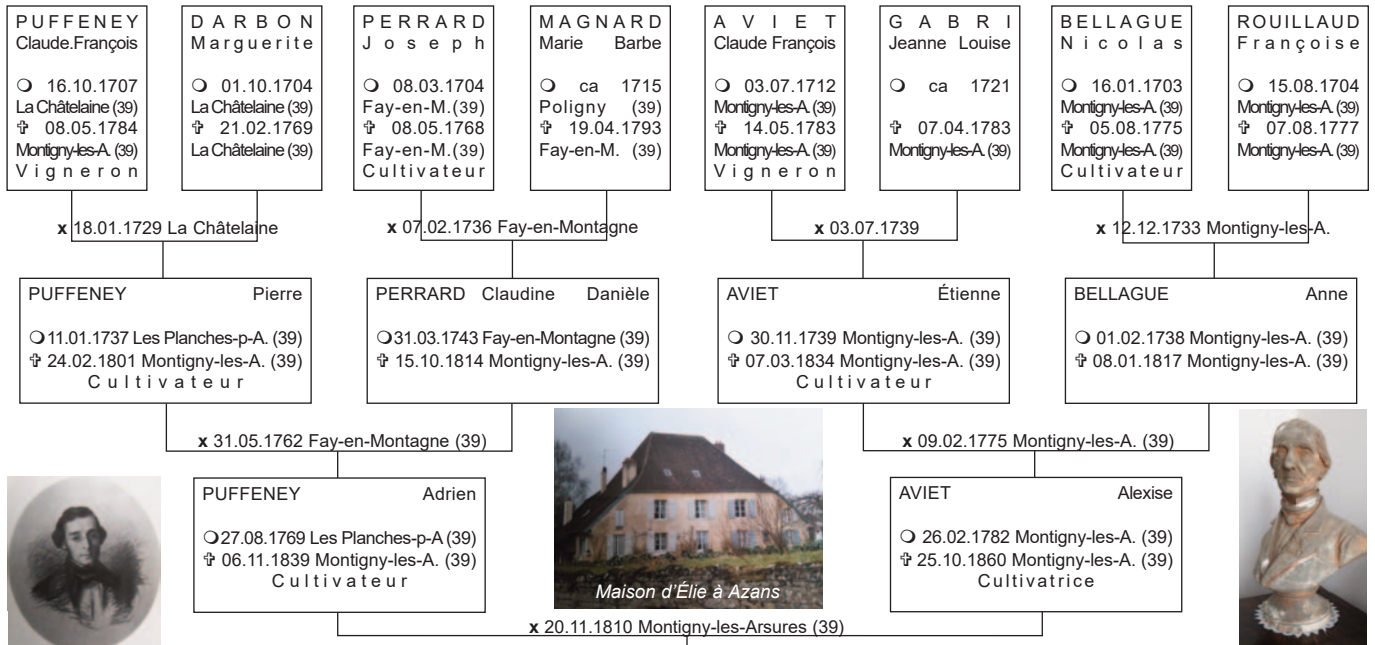 PUFFENEY
Claude.François
❍ 16.10.1707
La Châtelaine (39)
✞ 08.05.1784
Montigny-les-A. (39)
Vigneron
DARBON
Marguerite
❍ 01.10.1704
La Châtelaine (39)
✞ 21.02.1769
La Châtelaine (39)
PERRARD
Joseph
❍ 08.03.1704
Fay-en-M.(39)
✞ 08.05.1768
Fay-en-M.(39)
Cultivateur
MAGNARD
Marie Barbe
❍ ca 1715
Poligny (39)
✞ 19.04.1793
Fay-en-M. (39)
AVIET
Claude François
❍ 03.07.1712
Montigny-les-A. (39)
✞ 14.05.1783
Montigny-les-A. (39)
Vigneron
GABRI
Jeanne Louise
❍ ca 1721
✞ 07.04.1783
Montigny-les-A. (39)
BELLAGUE
Nicolas
❍ 16.01.1703
Montigny-les-A. (39)
✞ 05.08.1775
Montigny-les-A. (39)
Cultivateur
ROUILLAUD
Françoise
❍ 15.08.1704
Montigny-les-A. (39)
✞ 07.08.1777
Montigny-les-A. (39)
x 18.01.1729 La Châtelaine
x 07.02.1736 Fay-en-Montagne
x 03.07.1739
x 12.12.1733 Montigny-les-A.
PUFFENEY Pierre
❍11.01.1737 Les Planches-p-A. (39)
✞ 24.02.1801 Montigny-les-A. (39)
Cultivateur
PERRARD Claudine Danièle
❍31.03.1743 Fay-en-Montagne (39)
✞ 15.10.1814 Montigny-les-A. (39)
AVIET Étienne
❍ 30.11.1739 Montigny-les-A. (39)
✞ 07.03.1834 Montigny-les-A. (39)
Cultivateur
BELLAGUE Anne
❍ 01.02.1738 Montigny-les-A. (39)
✞ 08.01.1817 Montigny-les-A. (39)
x 31.05.1762 Fay-en-Montagne (39)
x 09.02.1775 Montigny-les-A. (39)
PUFFENEY Adrien
❍27.08.1769 Les Planches-p-A (39)
✞ 06.11.1839 Montigny-les-A. (39)
Cultivateur
Maison d'Élie à Azans
AVIET Alexise
❍ 26.02.1782 Montigny-les-A. (39)
✞ 25.10.1860 Montigny-les-A. (39)
Cultivatrice
x 20.11.1810 Montigny-les-Arsures (39)